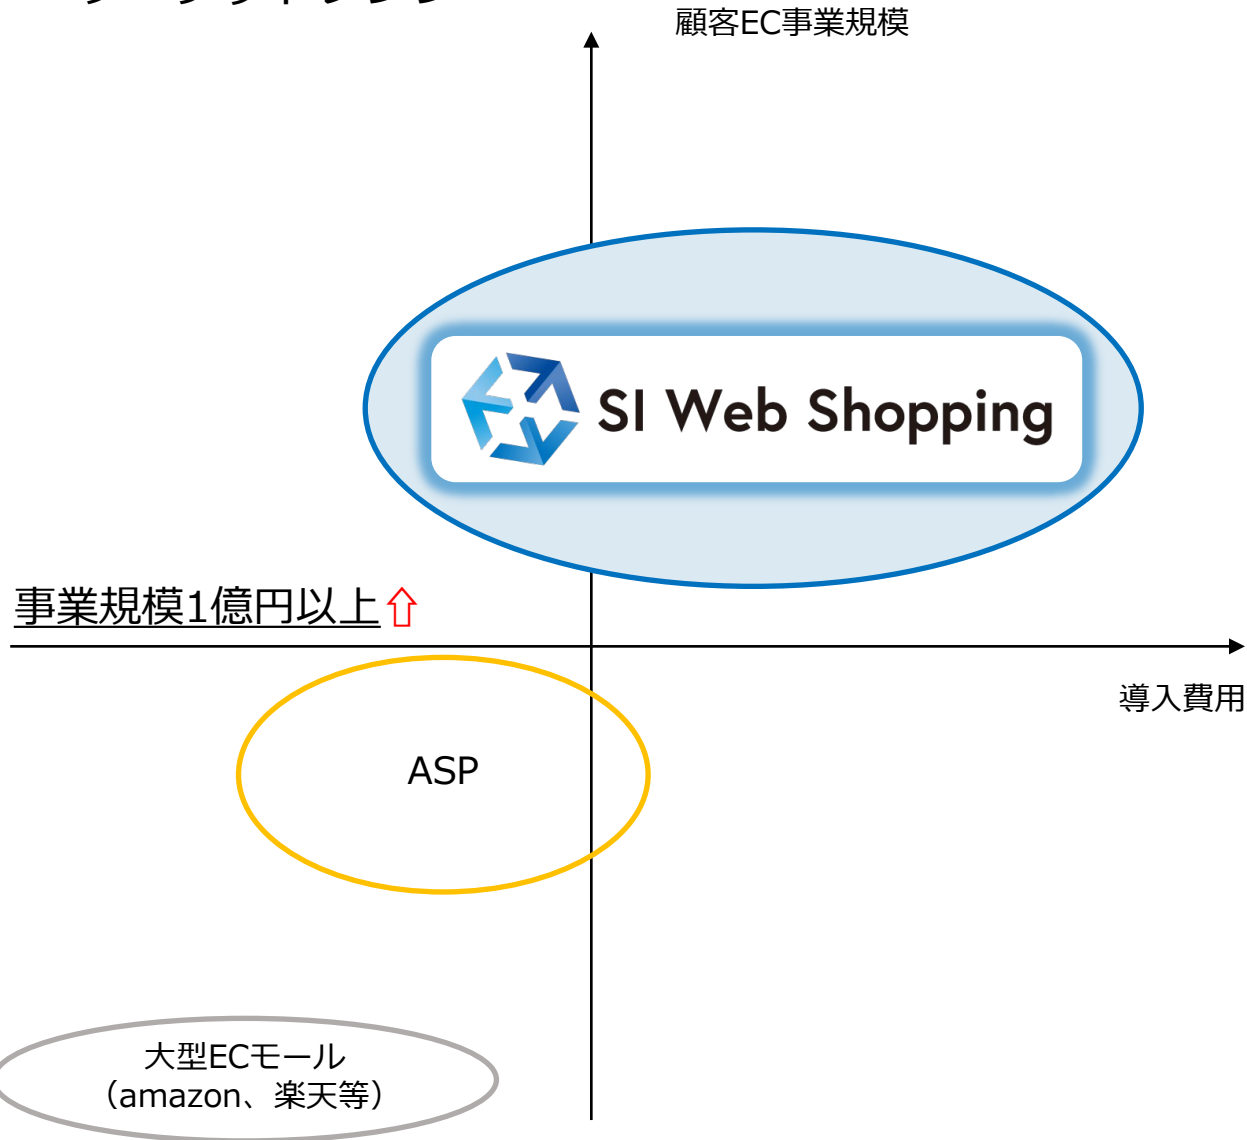 顧客EC事業規模
SI Web Shopping
事業規模1億円以上
導入費用
ASP
大型ECモール
（amazon、楽天等）